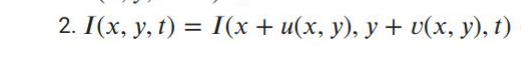 2. I(x, y, t) = I(x + u(x, y), y + v(x, y), t)